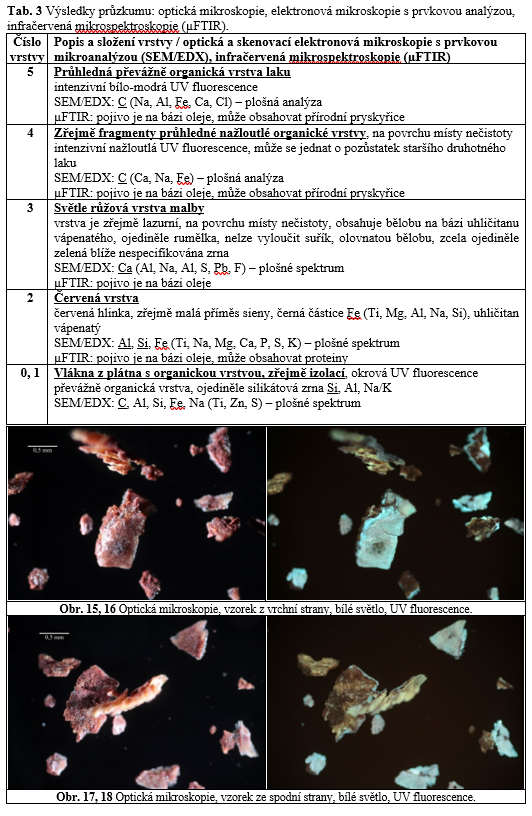 Tab. 3 Výsledky průzkumu: optická mikroskopie, elektronová mikroskopie s prvkovou analýzou,
infračervená mikrospektroskopie (µFTIR).
Číslo vrstvy
Popis a složení vrstvy / optická a skenovací elektronová mikroskopie s prvkovou
mikroanalýzou (SEM/EDX), infračervená mikrospektroskopie (µFTIR)
5
Průhledná převážně organická vrstva laku
intenzivní bílo-modrá UV fluorescence
SEM/EDX: C (Na, Al, Fe, Ca, Cl) – plošná analýza
µFTIR: pojivo je na bázi oleje, může obsahovat přírodní pryskyřice
4
Zřejmě fragmenty průhledné nažloutlé organické vrstvy, na povrchu místy nečistoty
intenzivní nažloutlá UV fluorescence, může se jednat o pozůstatek staršího druhotného
laku
SEM/EDX: C (Ca, Na, Fe) – plošná analýza
µFTIR: pojivo je na bázi oleje, může obsahovat přírodní pryskyřice
3
Světle růžová vrstva malby
vrstva je zřejmě lazurní, na povrchu místy nečistoty, obsahuje bělobu na bázi uhličitanu
vápenatého, ojediněle rumělka, nelze vyloučit suřík, olovnatou bělobu, zcela ojediněle
zelená blíže nespecifikována zrna
SEM/EDX: Ca (Al, Na, Al, S, Pb, F) – plošné spektrum
µFTIR: pojivo je na bázi oleje
2
Červená vrstva
červená hlinka, zřejmě malá příměs sieny, černá částice Fe (Ti, Mg, Al, Na, Si), uhličitan
vápenatý
SEM/EDX: Al, Si, Fe (Ti, Na, Mg, Ca, P, S, K) – plošné spektrum
µFTIR: pojivo je na bázi oleje, může obsahovat proteiny
0, 1
Vlákna z plátna s organickou vrstvou, zřejmě izolací, okrová UV fluorescence
převážně organická vrstva, ojediněle silikátová zrna Si, Al, Na/K
SEM/EDX: C, Al, Si, Fe, Na (Ti, Zn, S) – plošné spektrum
0,5 mm
Obr. 15, 16 Optická mikroskopie, vzorek z vrchní strany, bílé světlo, UV fluorescence.
0,5 mm
Obr. 17, 18 Optická mikroskopie, vzorek ze spodní strany, bílé světlo, UV fluorescence.